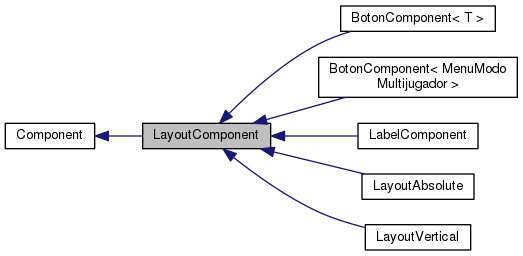 BotonComponent< T >
BotonComponent< MenuModo
Multijugador >
Component
LayoutComponent
LabelComponent
LayoutAbsolute
LayoutVertical